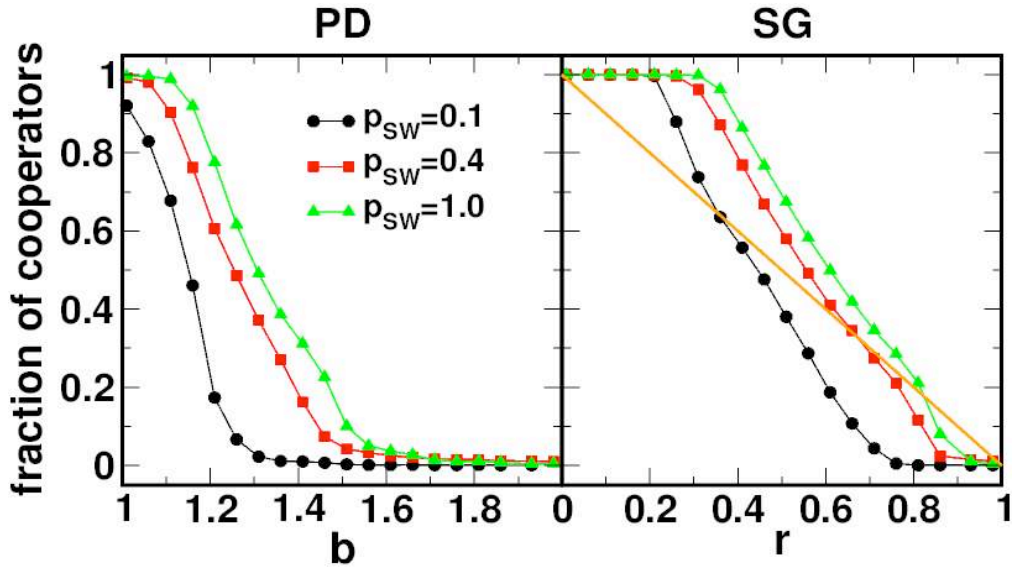 PD SG
fraction of cooperators
1
0.8
0.6
0.4
0.2
0
p_sw=0.1
p_sw=0.4
p_sw=1.0
1 1.2 1.4 1.6 1.8 0 0.2 0.4 0.6 0.8 1
b r